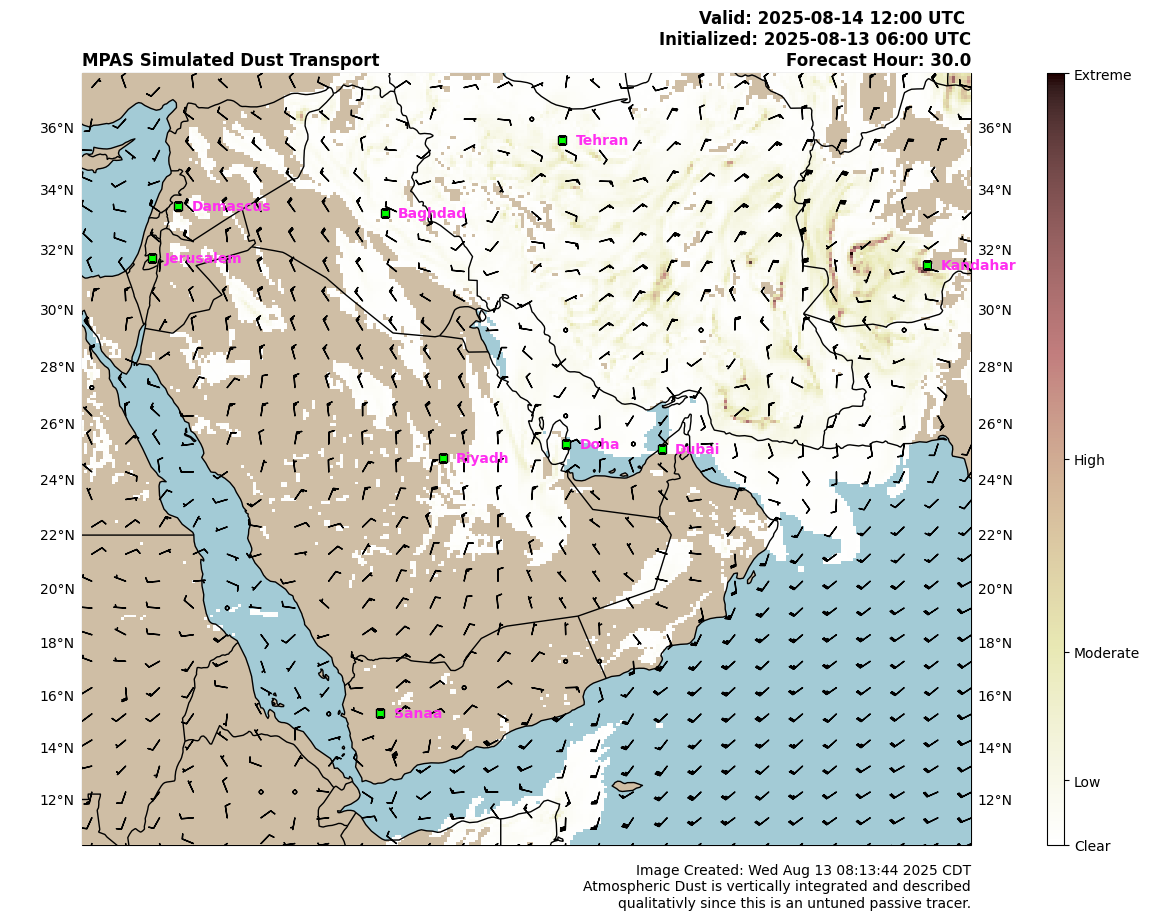 Valid: 2025-08-14 12:00 UTC
Initialized: 2025-08-13 06:00 UTC
MPAS Simulated Dust Transport
Forecast Hour: 30.0
Extreme
36°N
Tehran
36°N
34°N
34°N
Damascus
Baghdad
32°N
32°N
Jerusalem
Kandahar
30°N
30°N
28°N
28°N
26°N
26°N
Doha
Dubai
Riyadh
High
24°N
24°N
22°N
22°N
20°N
20°N
18°N
18°N
Moderate
16°N
16°N
Sanaa
14°N
14°N
Low
12°N
12°N
Clear
Image Created: Wed Aug 13 08:13:44 2025 CDT
Atmospheric Dust is vertically integrated and described
qualitativly since this is an untuned passive tracer.